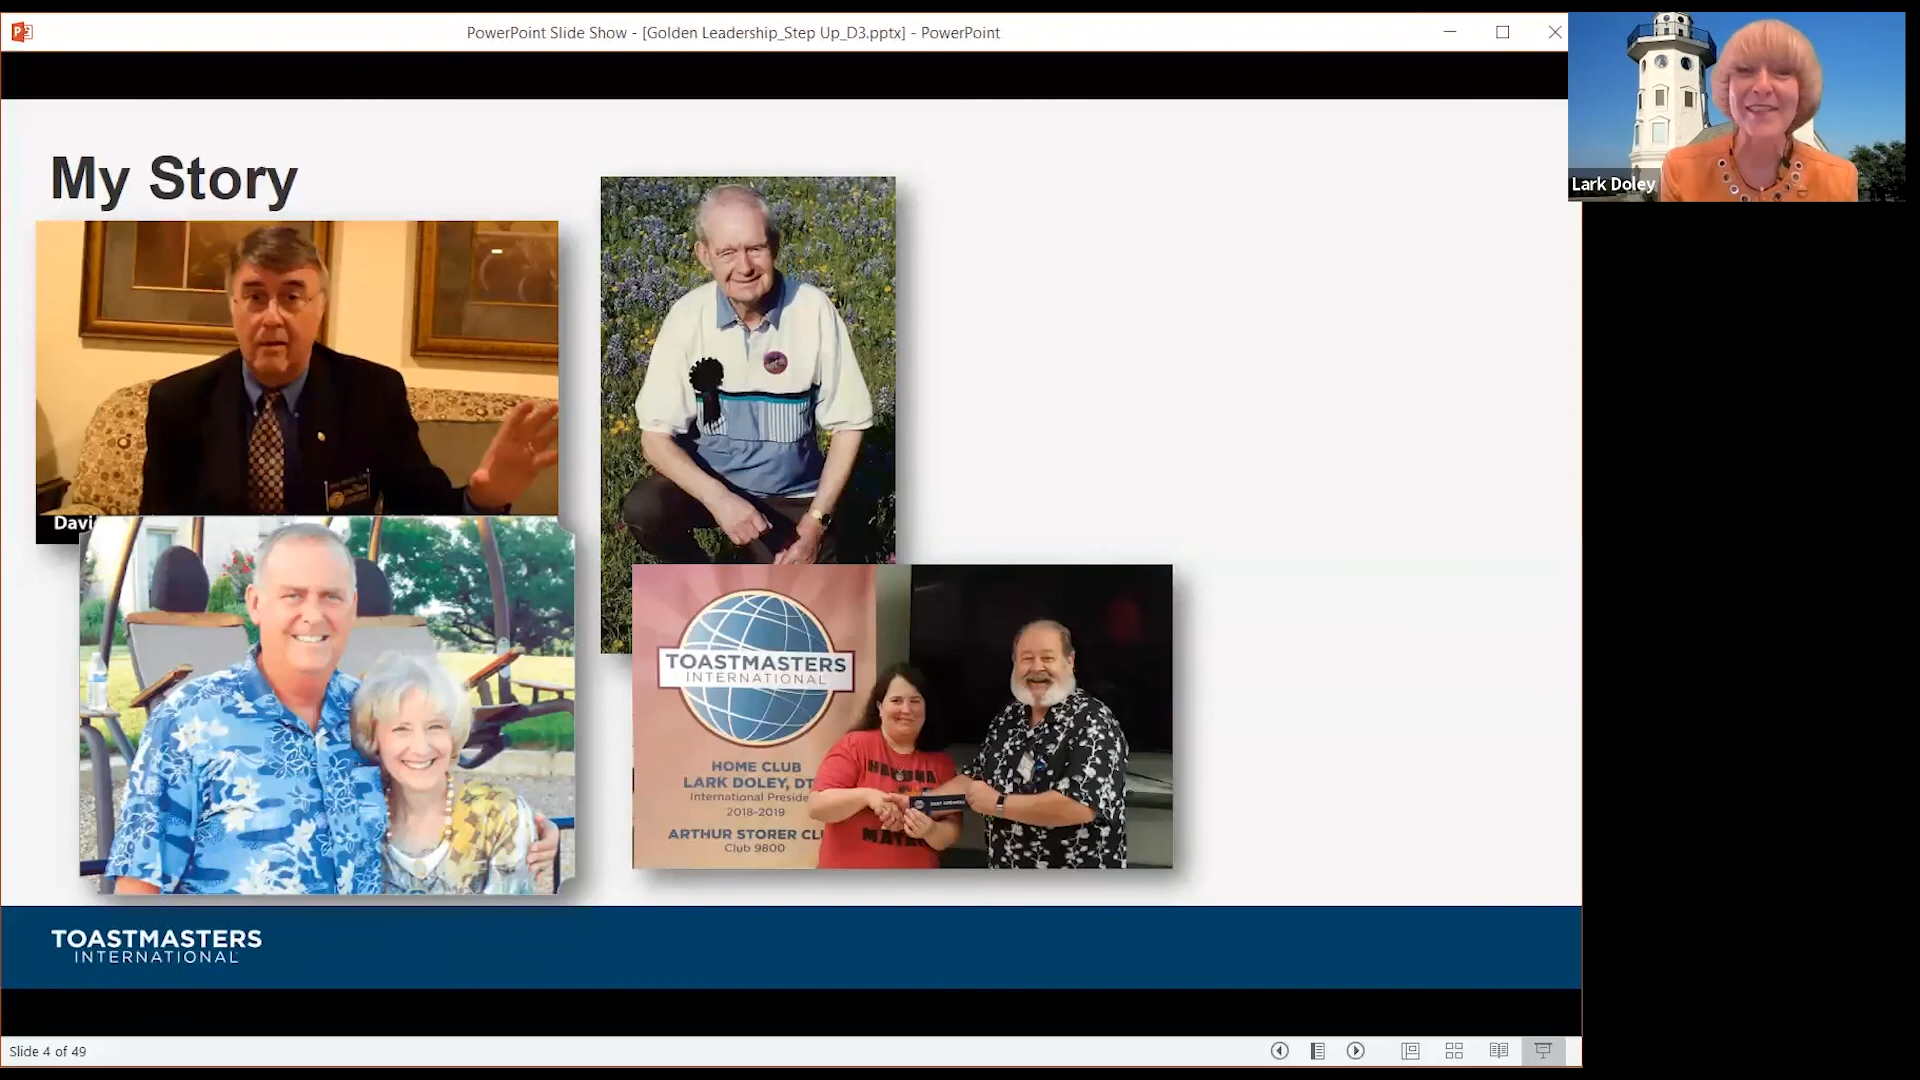 PowerPoint Slide Show - [Golden Leadership_Step Up_D3.pptx] - PowerPoint
Lark Doley
My Story
Davi
TOASTMASTERS
INTERNATIONAL
HOME CLUB
LARK DOLEY, DT
International Preside
2018-2019
ARTHUR STORER CLU
Club 9800
TOASTMASTERS
INTERNATIONAL
Slide 4 of 49